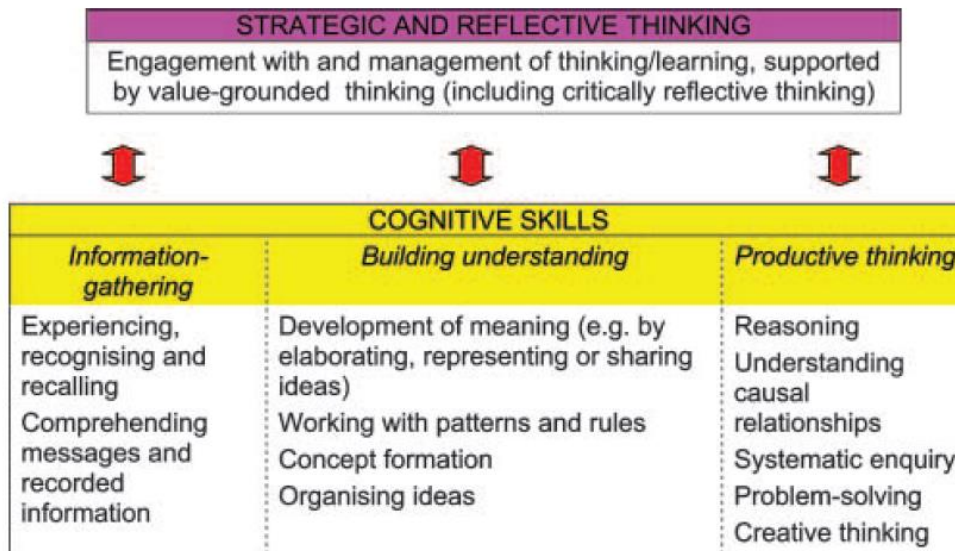 STRATEGIC AND REFLECTIVE THINKING
Engagement with and management of thinking/learning, supported
by value-grounded thinking (including critically reflective thinking)
COGNITIVE SKILLS
Information-
gathering
Building understanding
Productive thinking
Experiencing,
recognising and
recalling
Comprehending
messages and
recorded
information
Development of meaning (e.g. by
elaborating, representing or sharing
ideas)
Working with patterns and rules
Concept formation
Organising ideas
Reasoning
Understanding
causal
relationships
Systematic enquiry
Problem-solving
Creative thinking